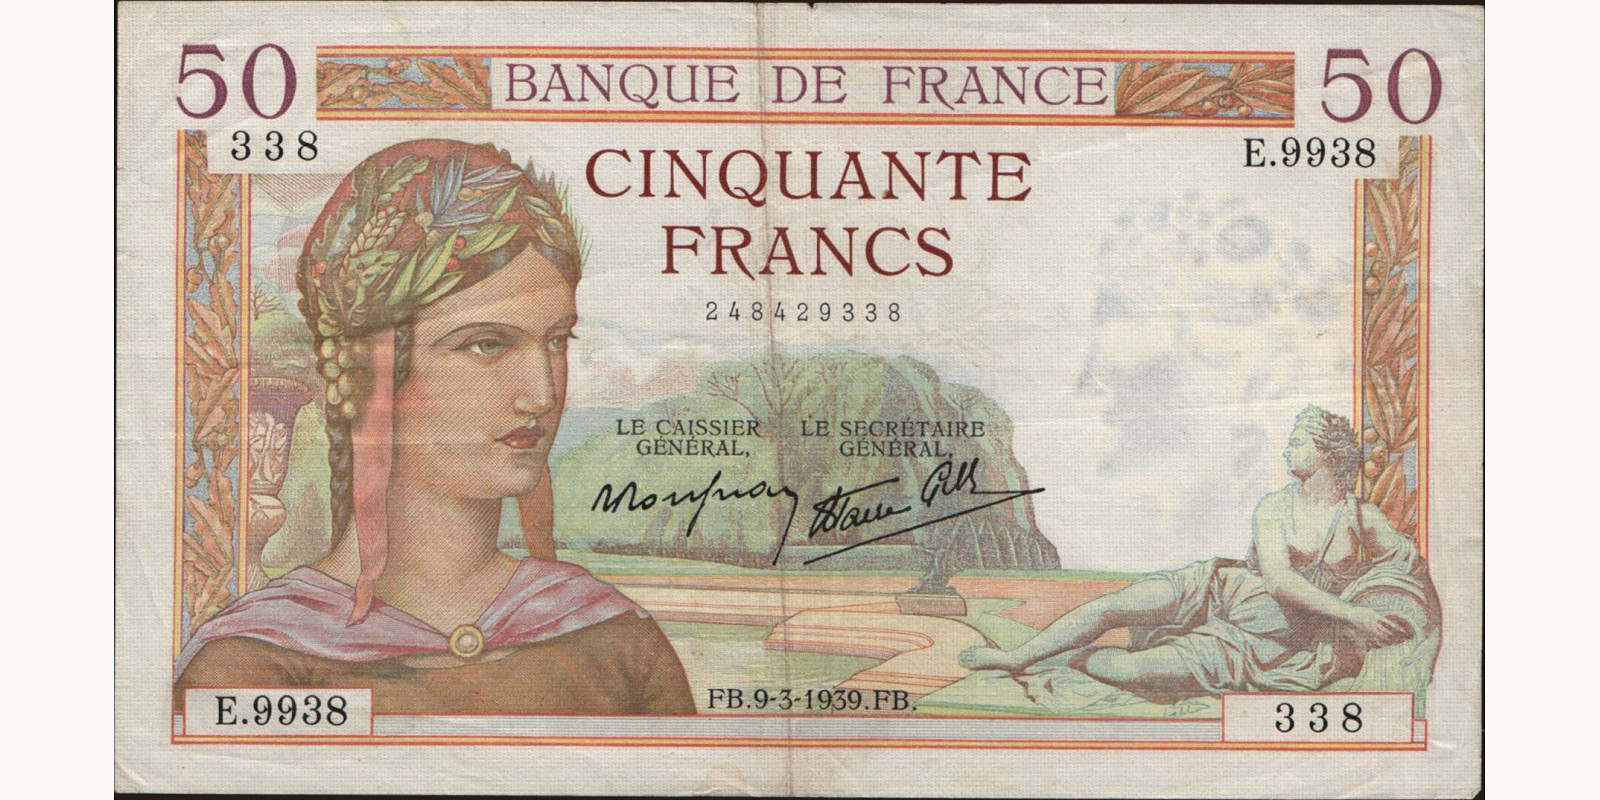 50 BANQUE DE FRANCE 50
338 E.9938
CINQUANTE
FRANCS
248429338
LE CAISSIER
GÉNÉRAL,
LE SECRÉTAIRE
GÉNÉRAL,
FB.9-3-1939.FB.
E.9938 338